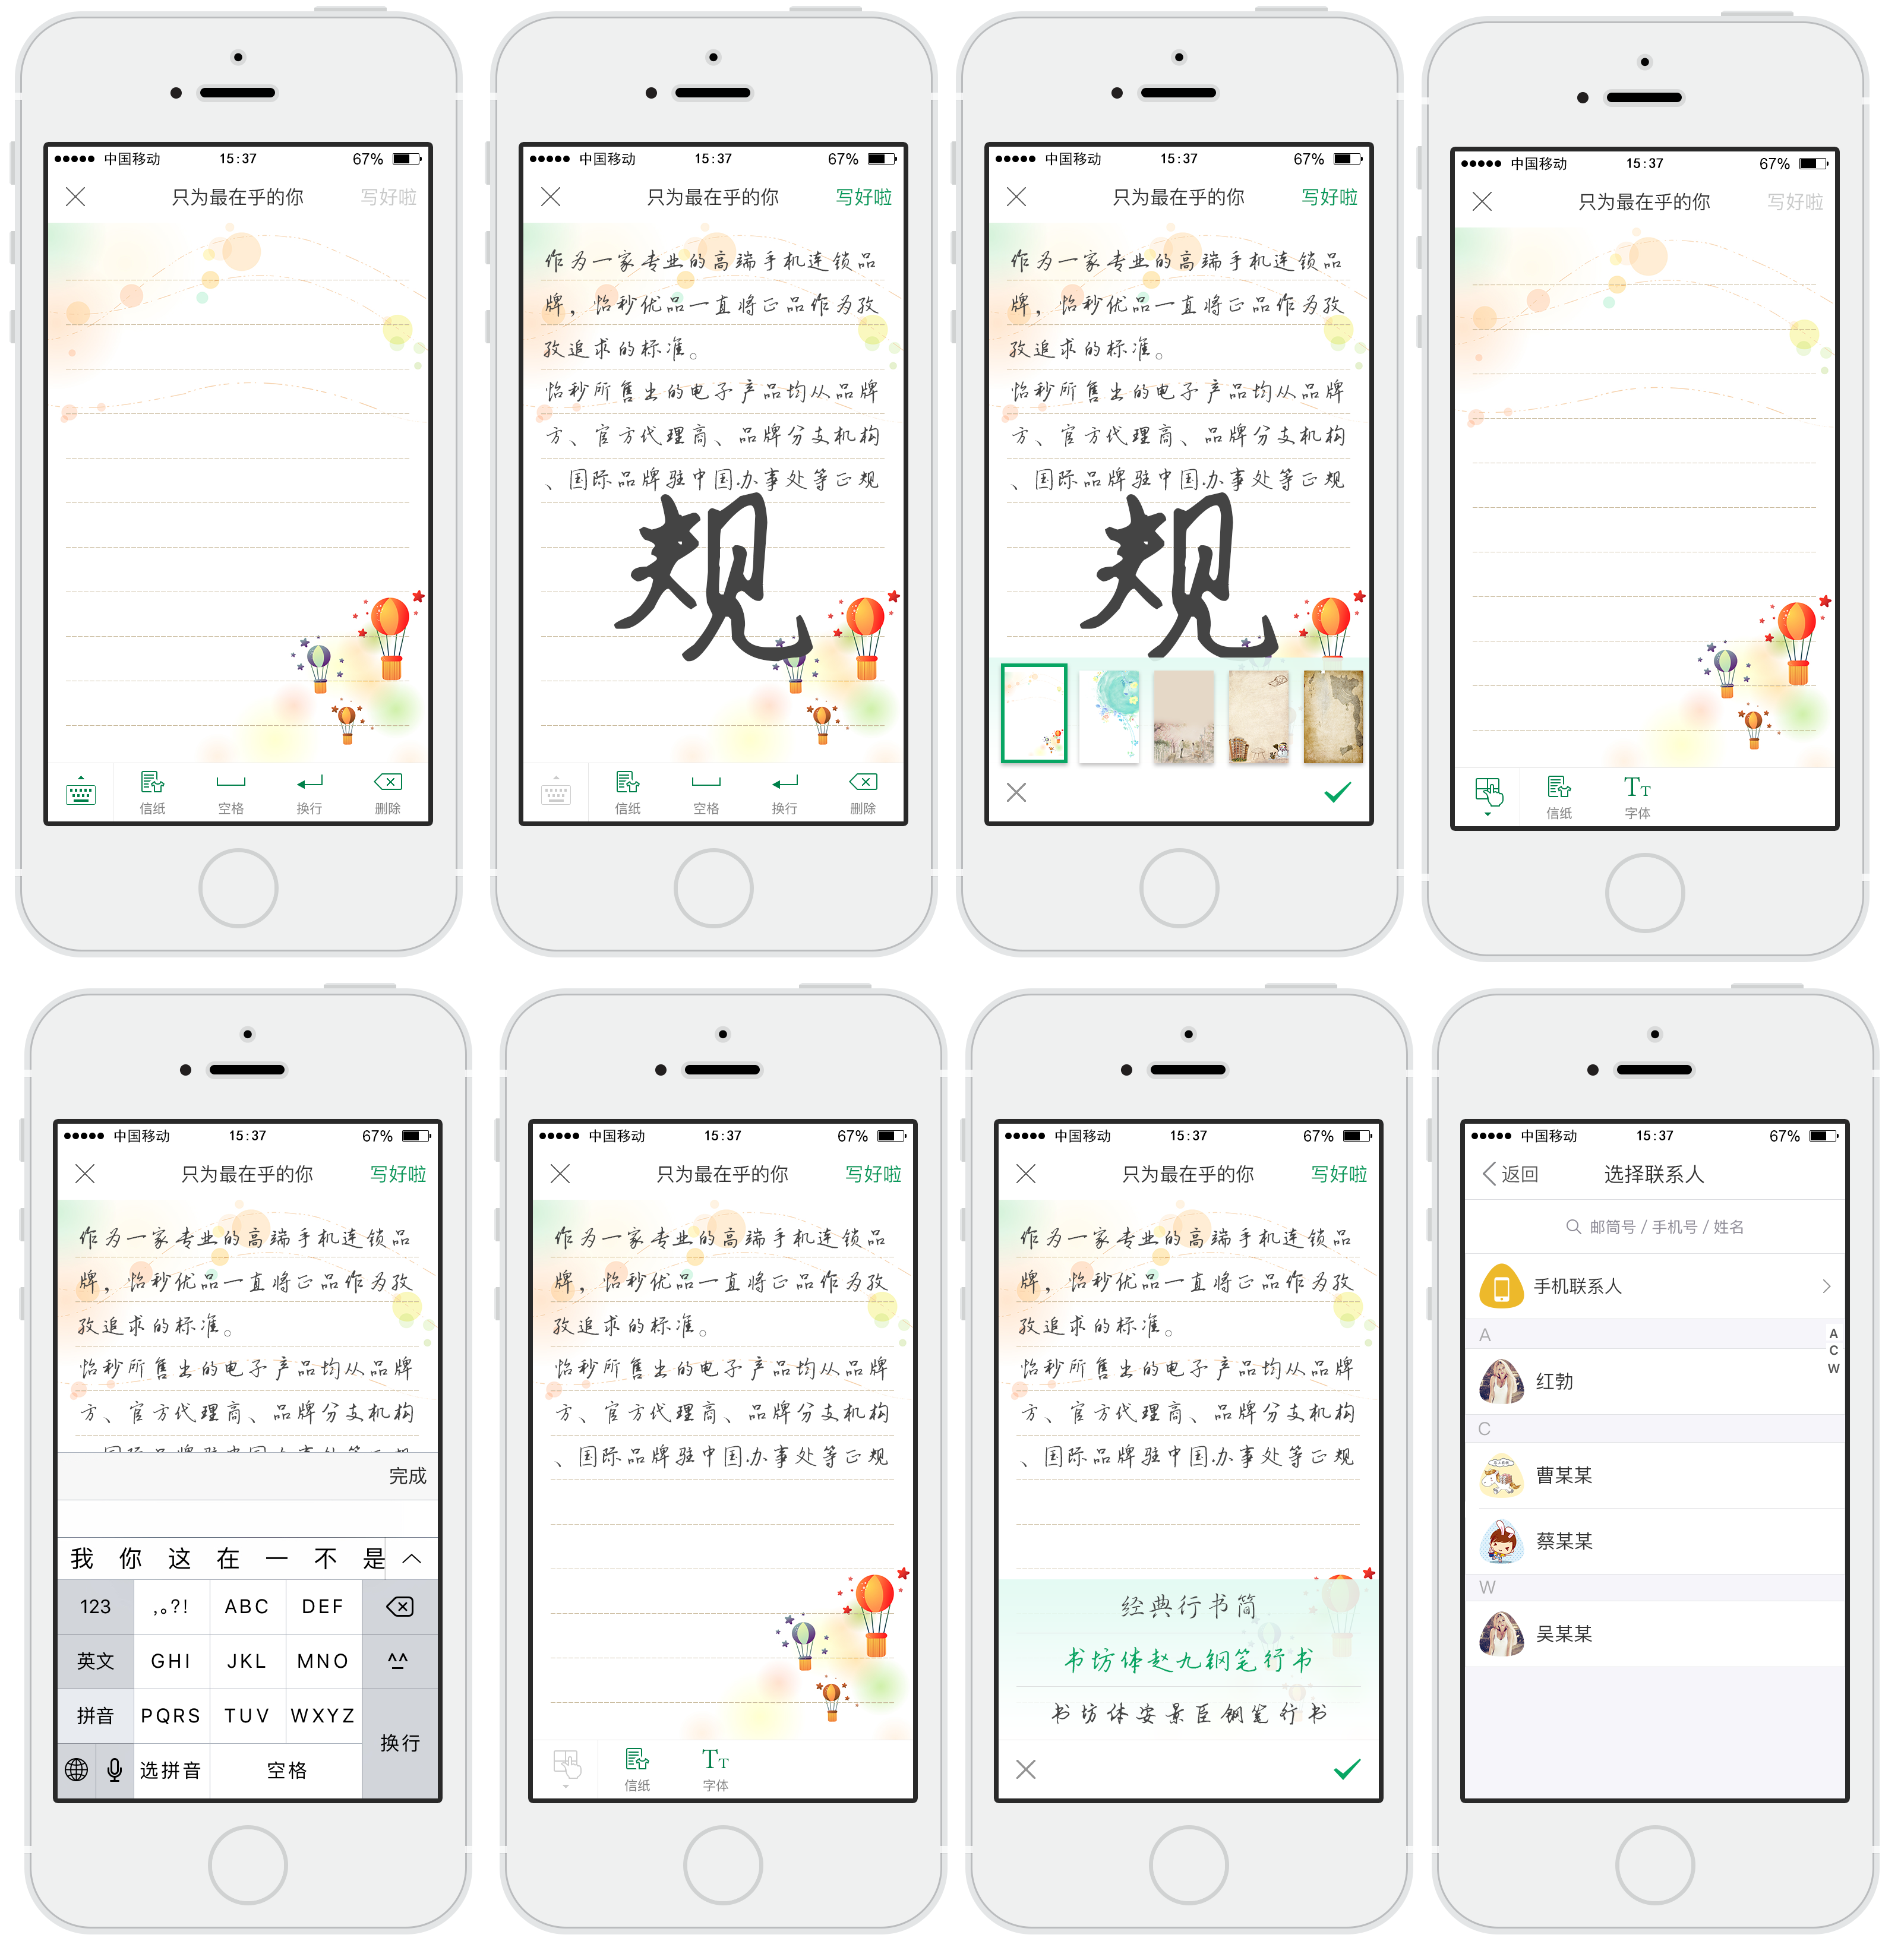 中国移动 15:37 67%
只为最在乎的你 写好啦
信纸 空格 换行 删除
中国移动 15:37 67%
只为最在乎的你 写好啦
作为一家专业的高端手机连锁品
牌，怡秒优品一直将正品作为孜
孜追求的标准。
怡秒所售出的电子产品均从品牌
方、官方代理商、品牌分支机构
、国际品牌驻中国办事处等正规
规
信纸 空格 换行 删除
中国移动 15:37 67%
只为最在乎的你 写好啦
作为一家专业的高端手机连锁品
牌，怡秒优品一直将正品作为孜
孜追求的标准。
怡秒所售出的电子产品均从品牌
方、官方代理商、品牌分支机构
、国际品牌驻中国办事处等正规
规
中国移动 15:37 67%
只为最在乎的你 写好啦
信纸 字体
中国移动 15:37 67%
只为最在乎的你 写好啦
作为一家专业的高端手机连锁品
牌，怡秒优品一直将正品作为孜
孜追求的标准。
怡秒所售出的电子产品均从品牌
方、官方代理商、品牌分支机构
、国际品牌驻中国办事处等正规
完成
我 你 这 在 一 不 是
123 ,。?! ABC DEF
英文 GHI JKL MNO ^^
拼音 PQRS TUV WXYZ
换行
选拼音 空格
中国移动 15:37 67%
只为最在乎的你 写好啦
作为一家专业的高端手机连锁品
牌，怡秒优品一直将正品作为孜
孜追求的标准。
怡秒所售出的电子产品均从品牌
方、官方代理商、品牌分支机构
、国际品牌驻中国办事处等正规
信纸 字体
中国移动 15:37 67%
只为最在乎的你 写好啦
作为一家专业的高端手机连锁品
牌，怡秒优品一直将正品作为孜
孜追求的标准。
怡秒所售出的电子产品均从品牌
方、官方代理商、品牌分支机构
、国际品牌驻中国办事处等正规
经典行书简
书坊体赵九钢笔行书
书坊体安景臣钢笔行书
中国移动 15:37 67%
返回 选择联系人
邮筒号 / 手机号 / 姓名
手机联系人
A
红勃
C
曹某某
蔡某某
W
吴某某
A
C
W